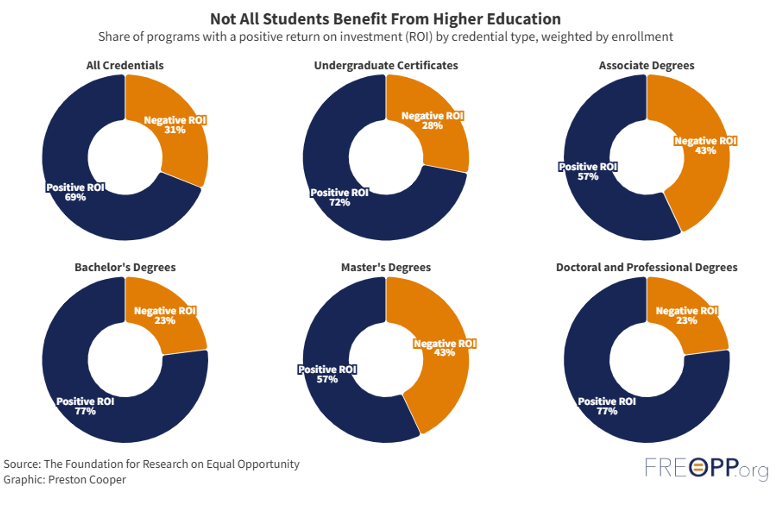 Not All Students Benefit From Higher Education
Share of programs with a positive return on investment (ROI) by credential type, weighted by enrollment
All Credentials
Negative ROI
31%
Positive ROI
69%
Undergraduate Certificates
Negative ROI
28%
Positive ROI
72%
Associate Degrees
Negative ROI
43%
Positive ROI
57%
Bachelor's Degrees
Negative ROI
23%
Positive ROI
77%
Master's Degrees
Negative ROI
43%
Positive ROI
57%
Doctoral and Professional Degrees
Negative ROI
23%
Positive ROI
77%
Source: The Foundation for Research on Equal Opportunity
Graphic: Preston Cooper
FREOPP.org